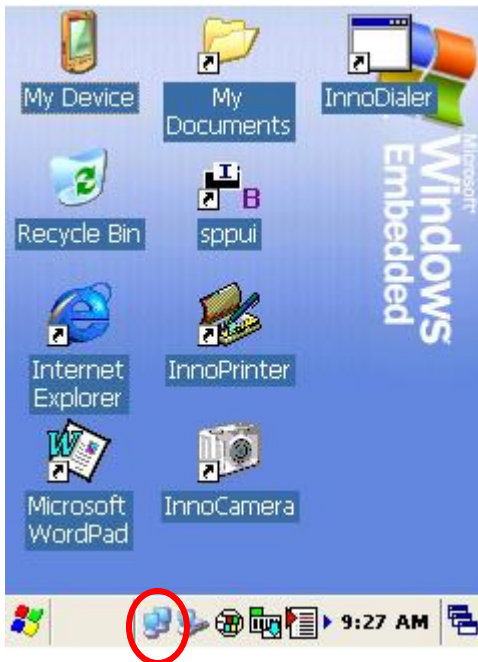 My Device
My
Documents
InnoDialer
Recycle Bin
sppui
Internet
Explorer
InnoPrinter
Microsoft
WordPad
InnoCamera
Microsoft
Windows
Embedded
9:27 AM